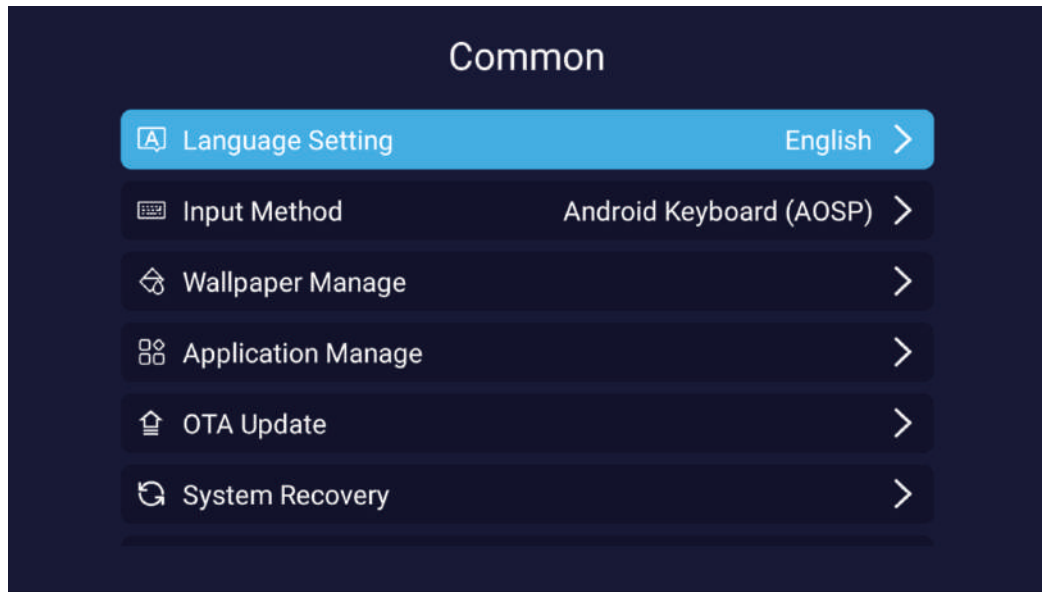 Common
Language Setting English
Input Method Android Keyboard (AOSP)
Wallpaper Manage
Application Manage
OTA Update
System Recovery